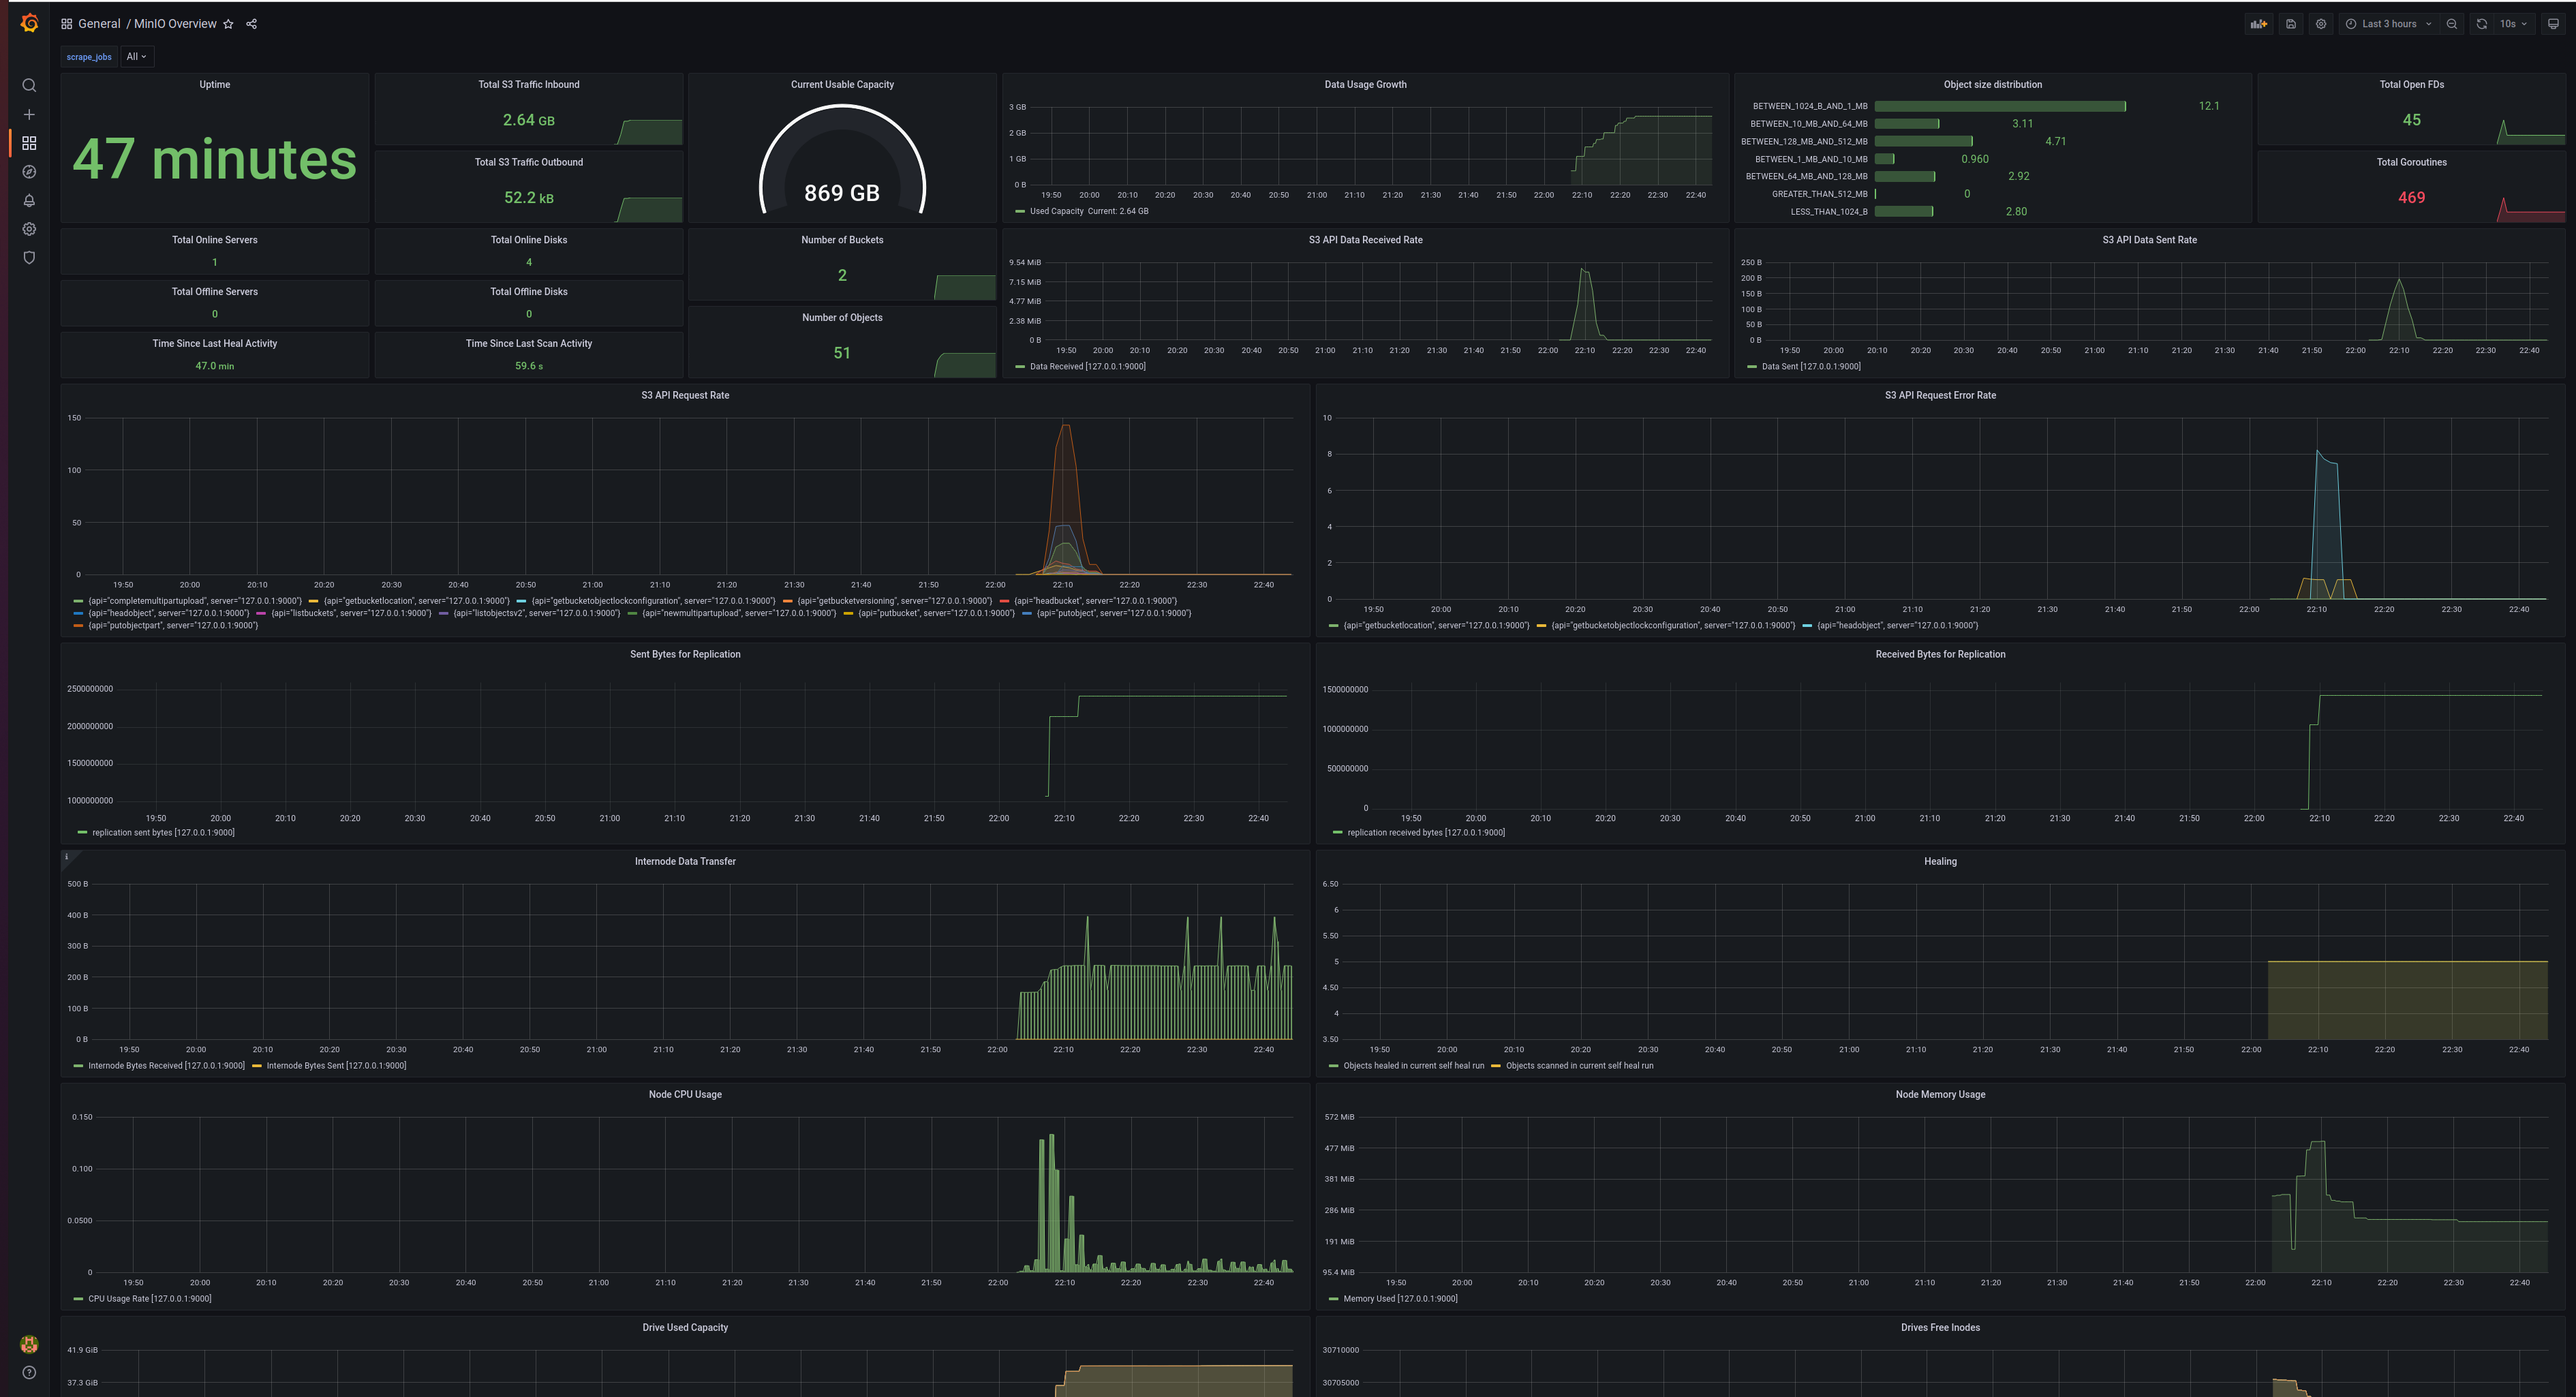 General / MinIO Overview
Last 3 hours
10s
scrape_jobs All
Uptime
47 minutes
Total S3 Traffic Inbound
2.64 GB
Total S3 Traffic Outbound
52.2 kB
Current Usable Capacity
869 GB
Data Usage Growth
3 GB
2 GB
1 GB
0 B
19:50 20:00 20:10 20:20 20:30 20:40 20:50 21:00 21:10 21:20 21:30 21:40 21:50 22:00 22:10 22:20 22:30 22:40
Used Capacity Current: 2.64 GB
Object size distribution
BETWEEN_1024_B_AND_1_MB 12.1
BETWEEN_10_MB_AND_64_MB 3.11
BETWEEN_128_MB_AND_512_MB 4.71
BETWEEN_1_MB_AND_10_MB 0.960
BETWEEN_64_MB_AND_128_MB 2.92
GREATER_THAN_512_MB 0
LESS_THAN_1024_B 2.80
Total Open FDs
45
Total Goroutines
469
Total Online Servers
1
Total Online Disks
4
Total Offline Servers
0
Total Offline Disks
0
Time Since Last Heal Activity
47.0 min
Time Since Last Scan Activity
59.6 s
Number of Buckets
2
Number of Objects
51
S3 API Data Received Rate
9.54 MiB
7.15 MiB
4.77 MiB
2.38 MiB
0 B
19:50 20:00 20:10 20:20 20:30 20:40 20:50 21:00 21:10 21:20 21:30 21:40 21:50 22:00 22:10 22:20 22:30 22:40
Data Received [127.0.0.1:9000]
S3 API Data Sent Rate
250 B
200 B
150 B
100 B
50 B
0 B
19:50 20:00 20:10 20:20 20:30 20:40 20:50 21:00 21:10 21:20 21:30 21:40 21:50 22:00 22:10 22:20 22:30 22:40
Data Sent [127.0.0.1:9000]
S3 API Request Rate
150
100
50
0
19:50 20:00 20:10 20:20 20:30 20:40 20:50 21:00 21:10 21:20 21:30 21:40 21:50 22:00 22:10 22:20 22:30 22:40
{api="completemultipartupload", server="127.0.0.1:9000"} {api="getbucketlocation", server="127.0.0.1:9000"} {api="getbucketobjectlockconfiguration", server="127.0.0.1:9000"} {api="getbucketversioning", server="127.0.0.1:9000"} {api="headbucket", server="127.0.0.1:9000"}
{api="headobject", server="127.0.0.1:9000"} {api="listbuckets", server="127.0.0.1:9000"} {api="listobjectsv2", server="127.0.0.1:9000"} {api="newmultipartupload", server="127.0.0.1:9000"} {api="putbucket", server="127.0.0.1:9000"} {api="putobject", server="127.0.0.1:9000"}
{api="putobjectpart", server="127.0.0.1:9000"}
S3 API Request Error Rate
10
8
6
4
2
0
19:50 20:00 20:10 20:20 20:30 20:40 20:50 21:00 21:10 21:20 21:30 21:40 21:50 22:00 22:10 22:20 22:30 22:40
{api="getbucketlocation", server="127.0.0.1:9000"} {api="getbucketobjectlockconfiguration", server="127.0.0.1:9000"} {api="headobject", server="127.0.0.1:9000"}
Sent Bytes for Replication
2500000000
2000000000
1500000000
1000000000
19:50 20:00 20:10 20:20 20:30 20:40 20:50 21:00 21:10 21:20 21:30 21:40 21:50 22:00 22:10 22:20 22:30 22:40
replication sent bytes [127.0.0.1:9000]
Received Bytes for Replication
1500000000
1000000000
500000000
0
19:50 20:00 20:10 20:20 20:30 20:40 20:50 21:00 21:10 21:20 21:30 21:40 21:50 22:00 22:10 22:20 22:30 22:40
replication received bytes [127.0.0.1:9000]
Internode Data Transfer
500 B
400 B
300 B
200 B
100 B
0 B
19:50 20:00 20:10 20:20 20:30 20:40 20:50 21:00 21:10 21:20 21:30 21:40 21:50 22:00 22:10 22:20 22:30 22:40
Internode Bytes Received [127.0.0.1:9000] Internode Bytes Sent [127.0.0.1:9000]
Healing
6.50
6
5.50
5
4.50
4
3.50
19:50 20:00 20:10 20:20 20:30 20:40 20:50 21:00 21:10 21:20 21:30 21:40 21:50 22:00 22:10 22:20 22:30 22:40
Objects healed in current self heal run Objects scanned in current self heal run
Node CPU Usage
0.150
0.100
0.0500
0
19:50 20:00 20:10 20:20 20:30 20:40 20:50 21:00 21:10 21:20 21:30 21:40 21:50 22:00 22:10 22:20 22:30 22:40
CPU Usage Rate [127.0.0.1:9000]
Node Memory Usage
572 MiB
477 MiB
381 MiB
286 MiB
191 MiB
95.4 MiB
19:50 20:00 20:10 20:20 20:30 20:40 20:50 21:00 21:10 21:20 21:30 21:40 21:50 22:00 22:10 22:20 22:30 22:40
Memory Used [127.0.0.1:9000]
Drive Used Capacity
41.9 GiB
37.3 GiB
Drives Free Inodes
30710000
30705000